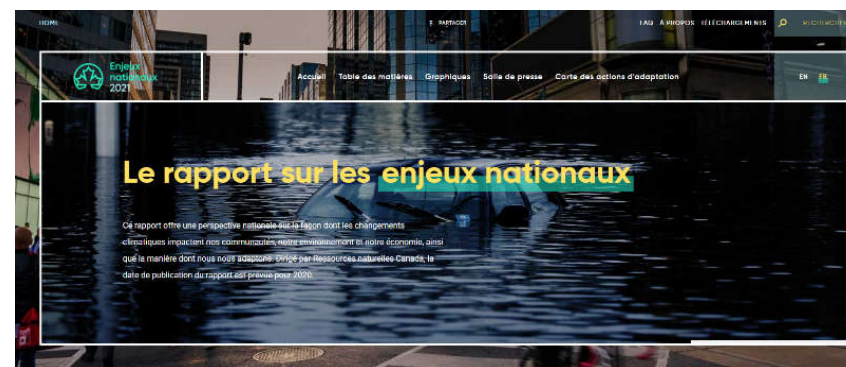 HOME
PARTAGER
FAQ À PROPOS TÉLÉCHARGEMENTS
Enjeux
nationaux
2021
Accueil Table des matières Graphiques Salle de presse Carte des actions d'adaptation
EN FR
Le rapport sur les enjeux nationaux
Ce rapport offre une perspective nationale sur la façon dont les changements
climatiques impactent nos communautés, notre environnement et notre économie, ainsi
que la manière dont nous nous adaptons. Dirigé par Ressources naturelles Canada, la
date de publication du rapport est prévue pour 2020.